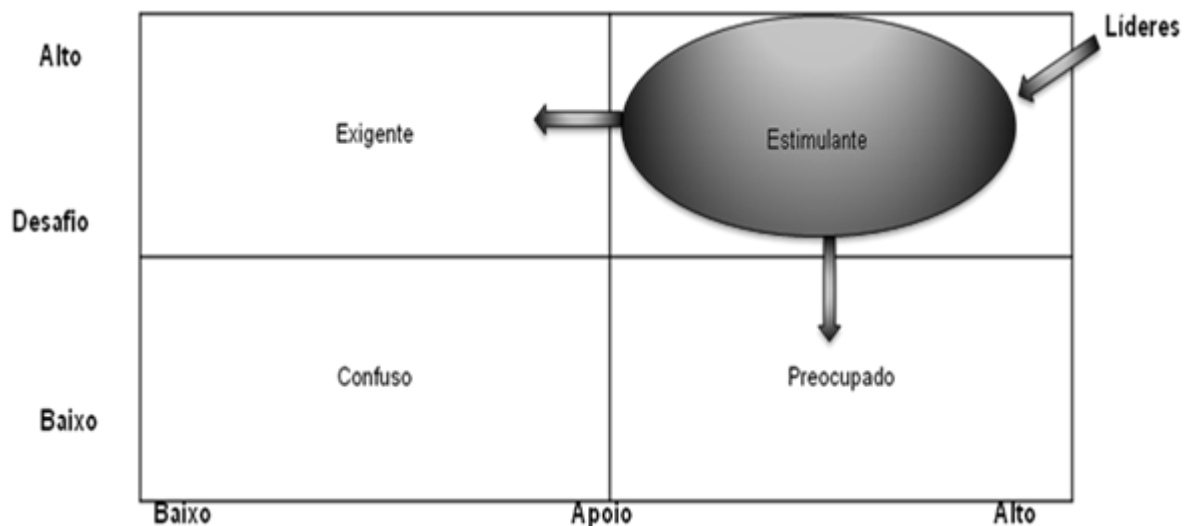 Líderes
Alto
Exigente
Estimulante
Desafio
Confuso
Preocupado
Baixo
Baixo Apoio Alto